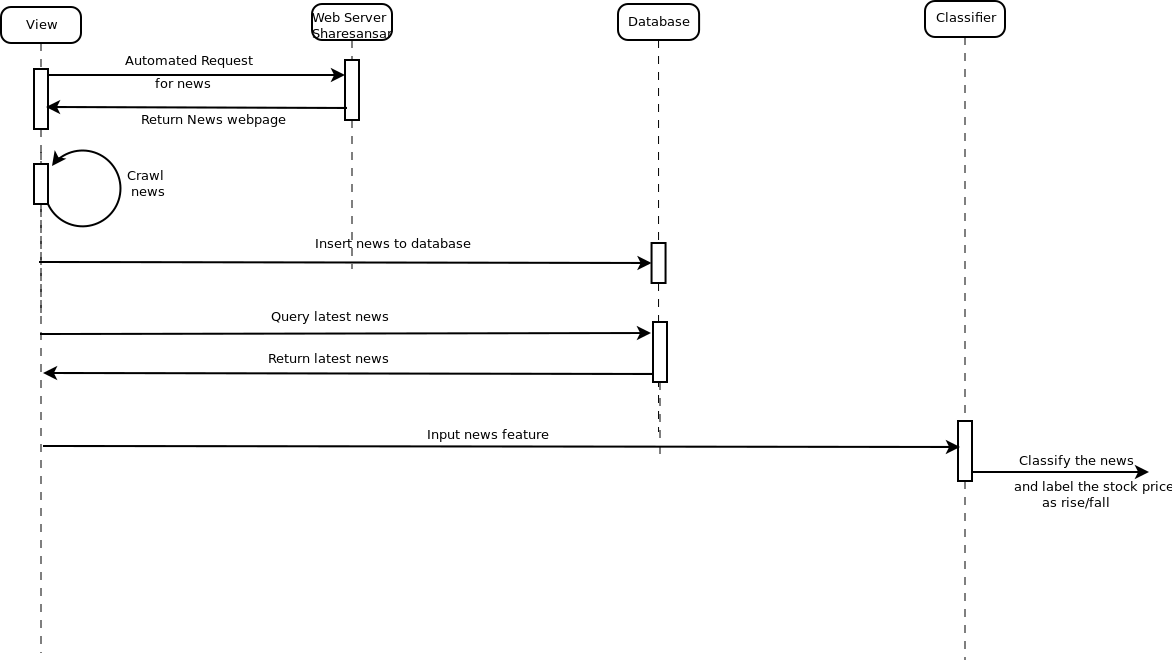 View
Web Server
Sharesansar
Database
Classifier
Automated Request
for news
Return News webpage
Crawl
news
Insert news to database
Query latest news
Return latest news
Input news feature
Classify the news
and label the stock price
as rise/fall